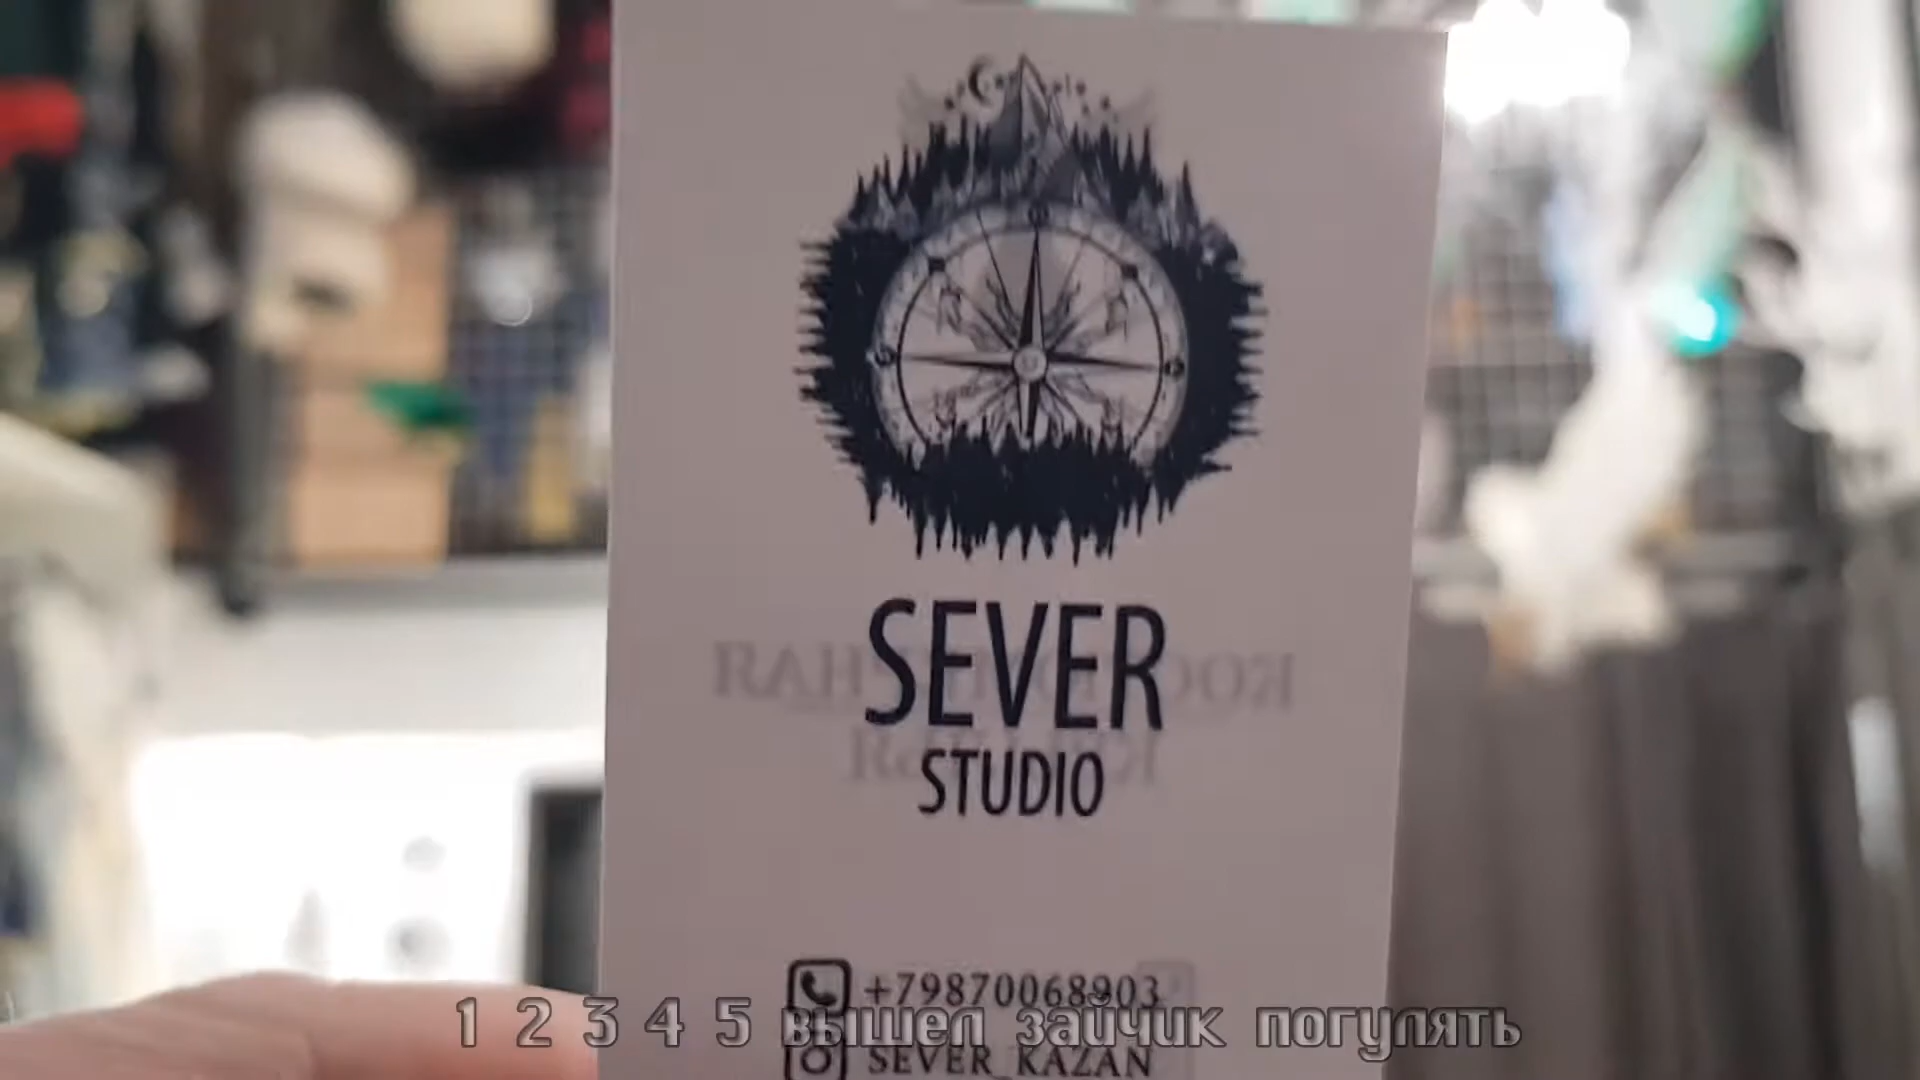 SEVER
STUDIO
+79870068903
1 2 3 4 5 вышел зайчик погулять
SEVER_KAZAN